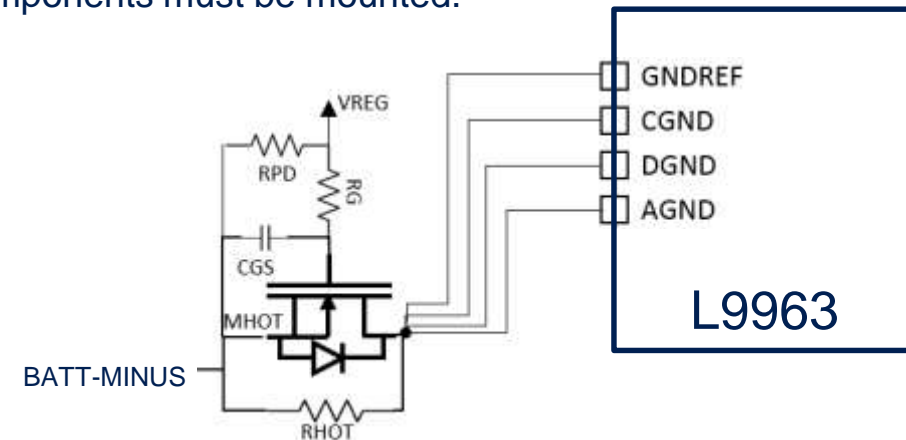 mponents must be mounted.
GNDREF
VREG
CGND
RPD
DGND
RG
AGND
CGS
L9963
MHOT
BATT-MINUS
RHOT